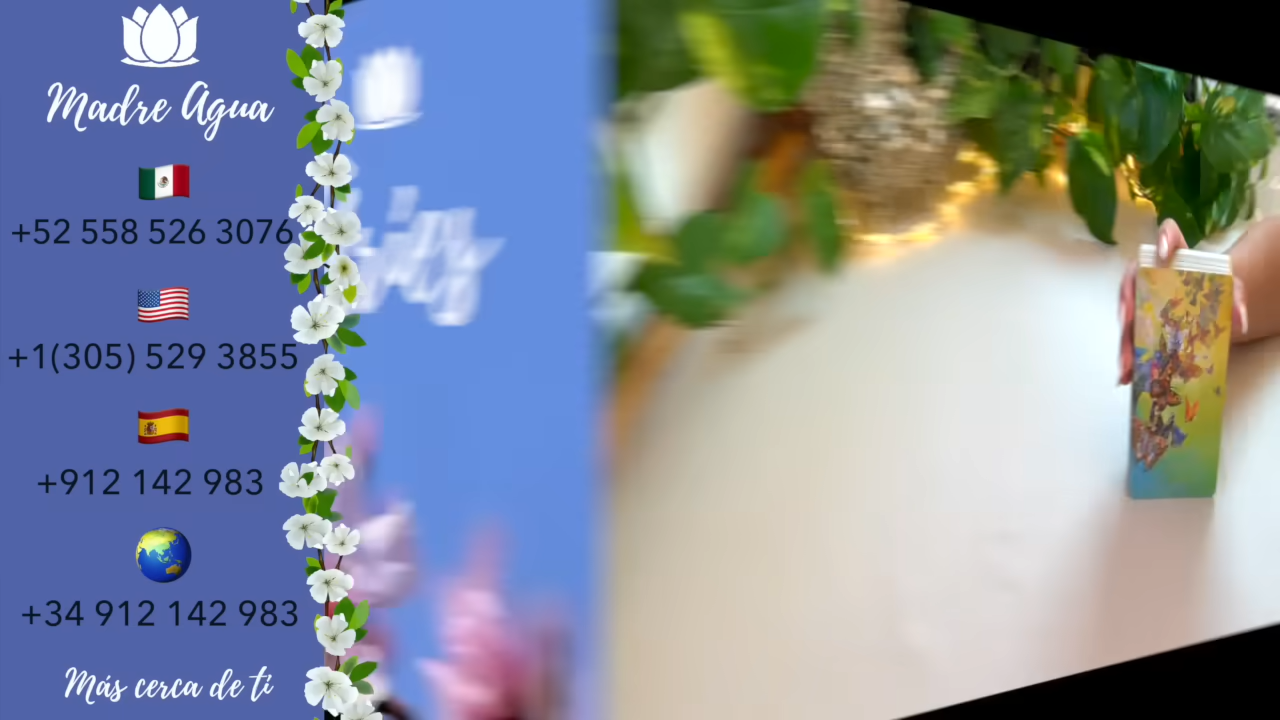 Madre Agua
+52 558 526 3076
+1(305) 529 3855
+912 142 983
+34 912 142 983
Más cerca de ti